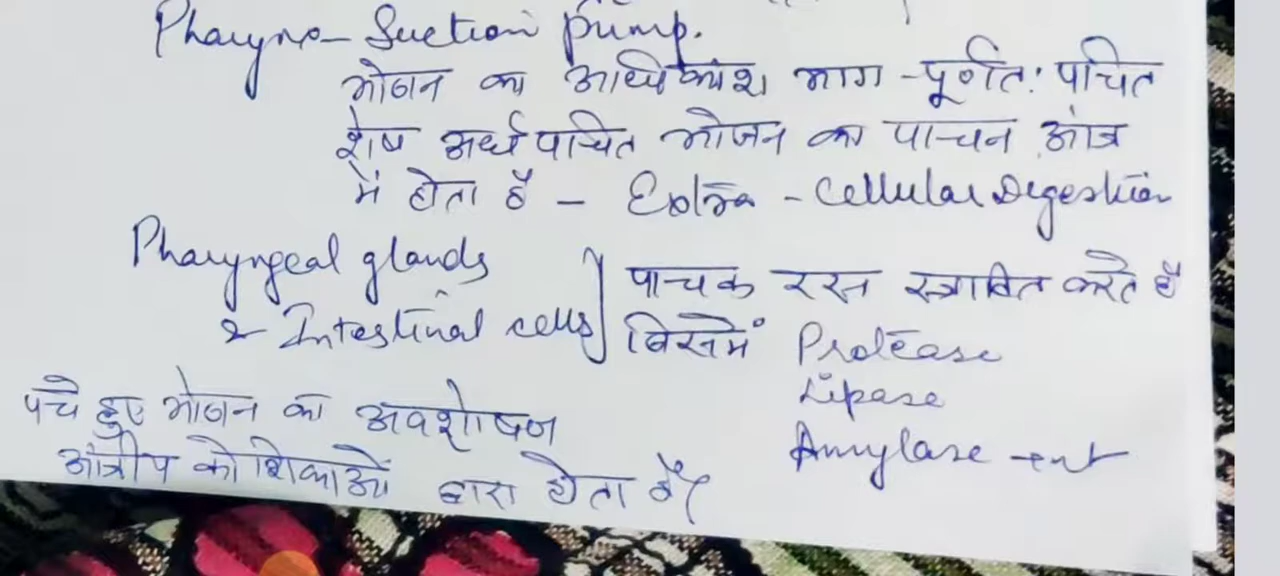 Pharynx - Suction pump.
भोजन का अधिकांश भाग - पूर्णतः पचित
शेष अर्धपाचित भोजन का पाचन आंत्र
में होता है - Extra - Cellular Digestion
Pharyngeal glands
& Intestinal cells } पाचक रस स्त्रावित करते हैं
जिसमें Protease
Lipase
Amylase
पचे हुए भोजन का अवशोषण
आंत्रीय कोशिकाओं द्वारा होता है